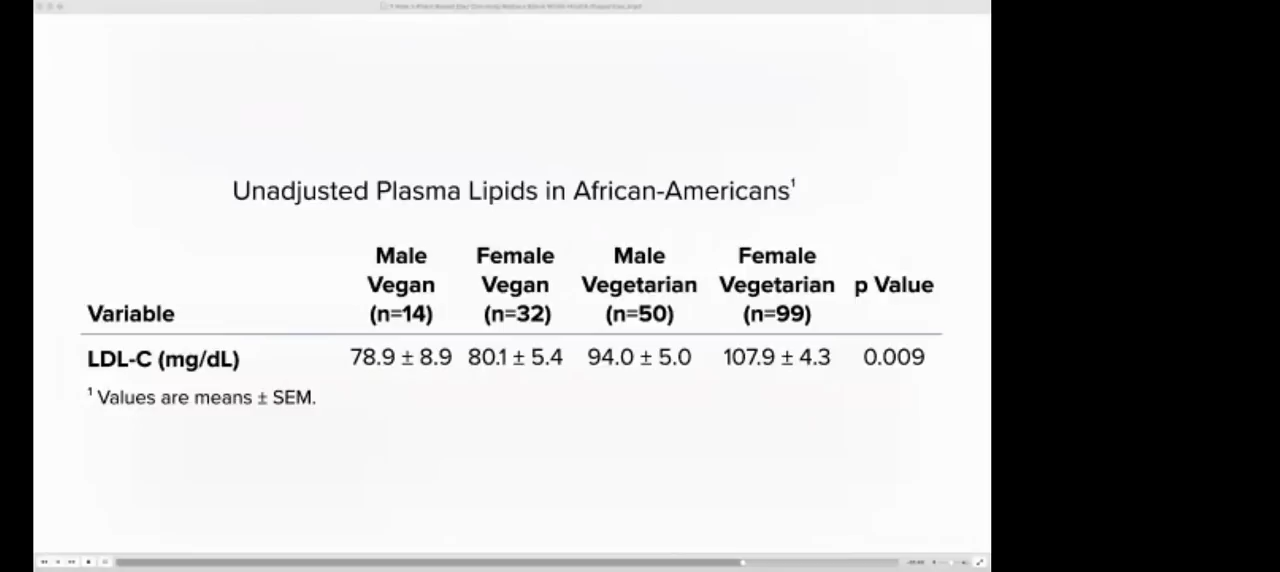 Unadjusted Plasma Lipids in African-Americans¹
Male Female Male Female
Vegan Vegan Vegetarian Vegetarian p Value
Variable (n=14) (n=32) (n=50) (n=99)
LDL-C (mg/dL) 78.9 ± 8.9 80.1 ± 5.4 94.0 ± 5.0 107.9 ± 4.3 0.009
¹ Values are means ± SEM.